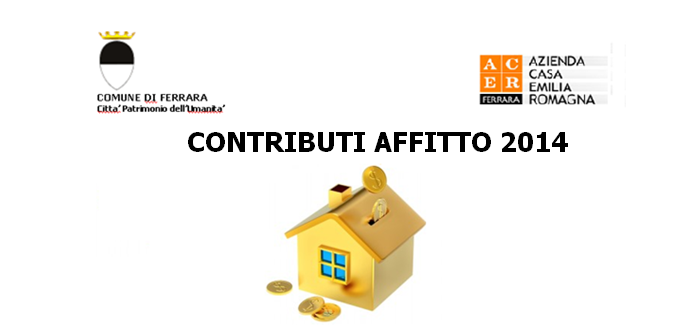 COMUNE DI FERRARA
Citta' Patrimonio dell'Umanita'
A C
E R
FERRARA
AZIENDA
CASA
EMILIA
ROMAGNA
CONTRIBUTI AFFITTO 2014